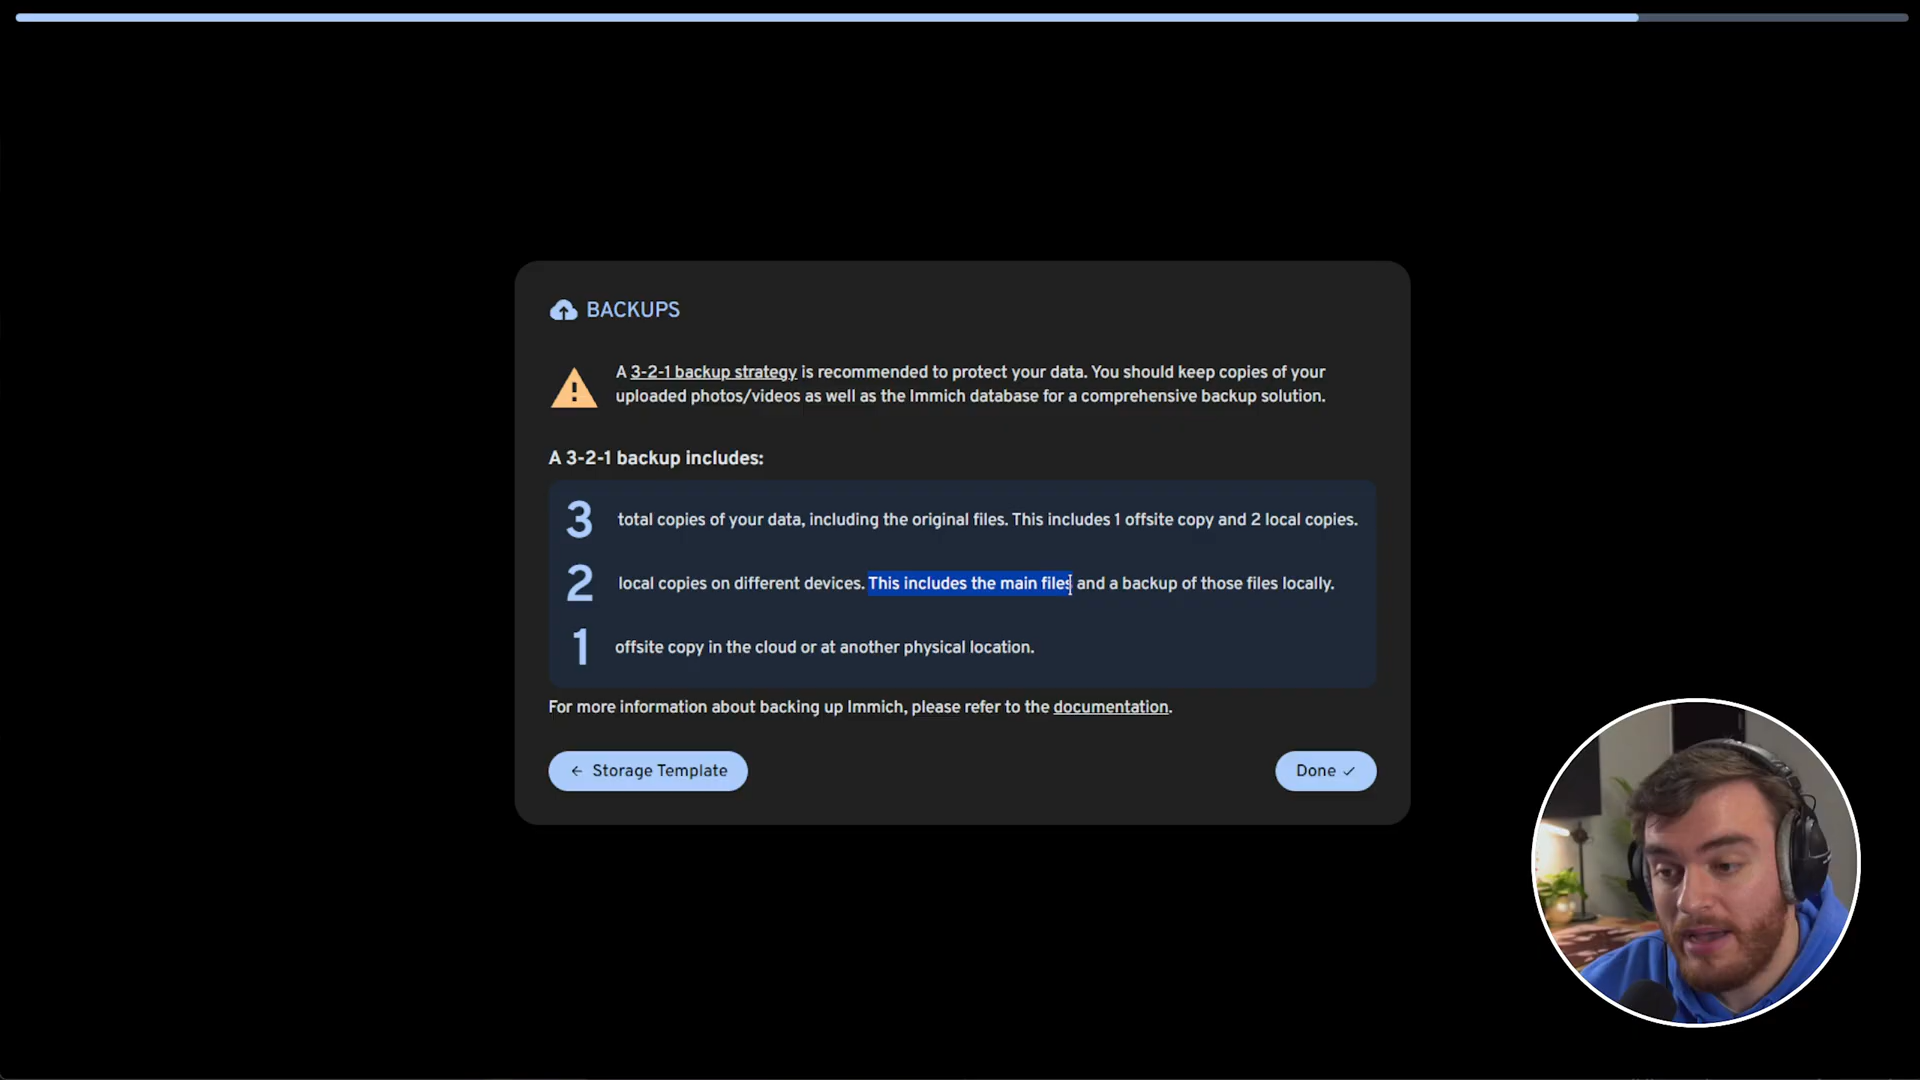 BACKUPS
A 3-2-1 backup strategy is recommended to protect your data. You should keep copies of your
uploaded photos/videos as well as the Immich database for a comprehensive backup solution.
A 3-2-1 backup includes:
3 total copies of your data, including the original files. This includes 1 offsite copy and 2 local copies.
2 local copies on different devices. This includes the main files and a backup of those files locally.
1 offsite copy in the cloud or at another physical location.
For more information about backing up Immich, please refer to the documentation.
Storage Template
Done